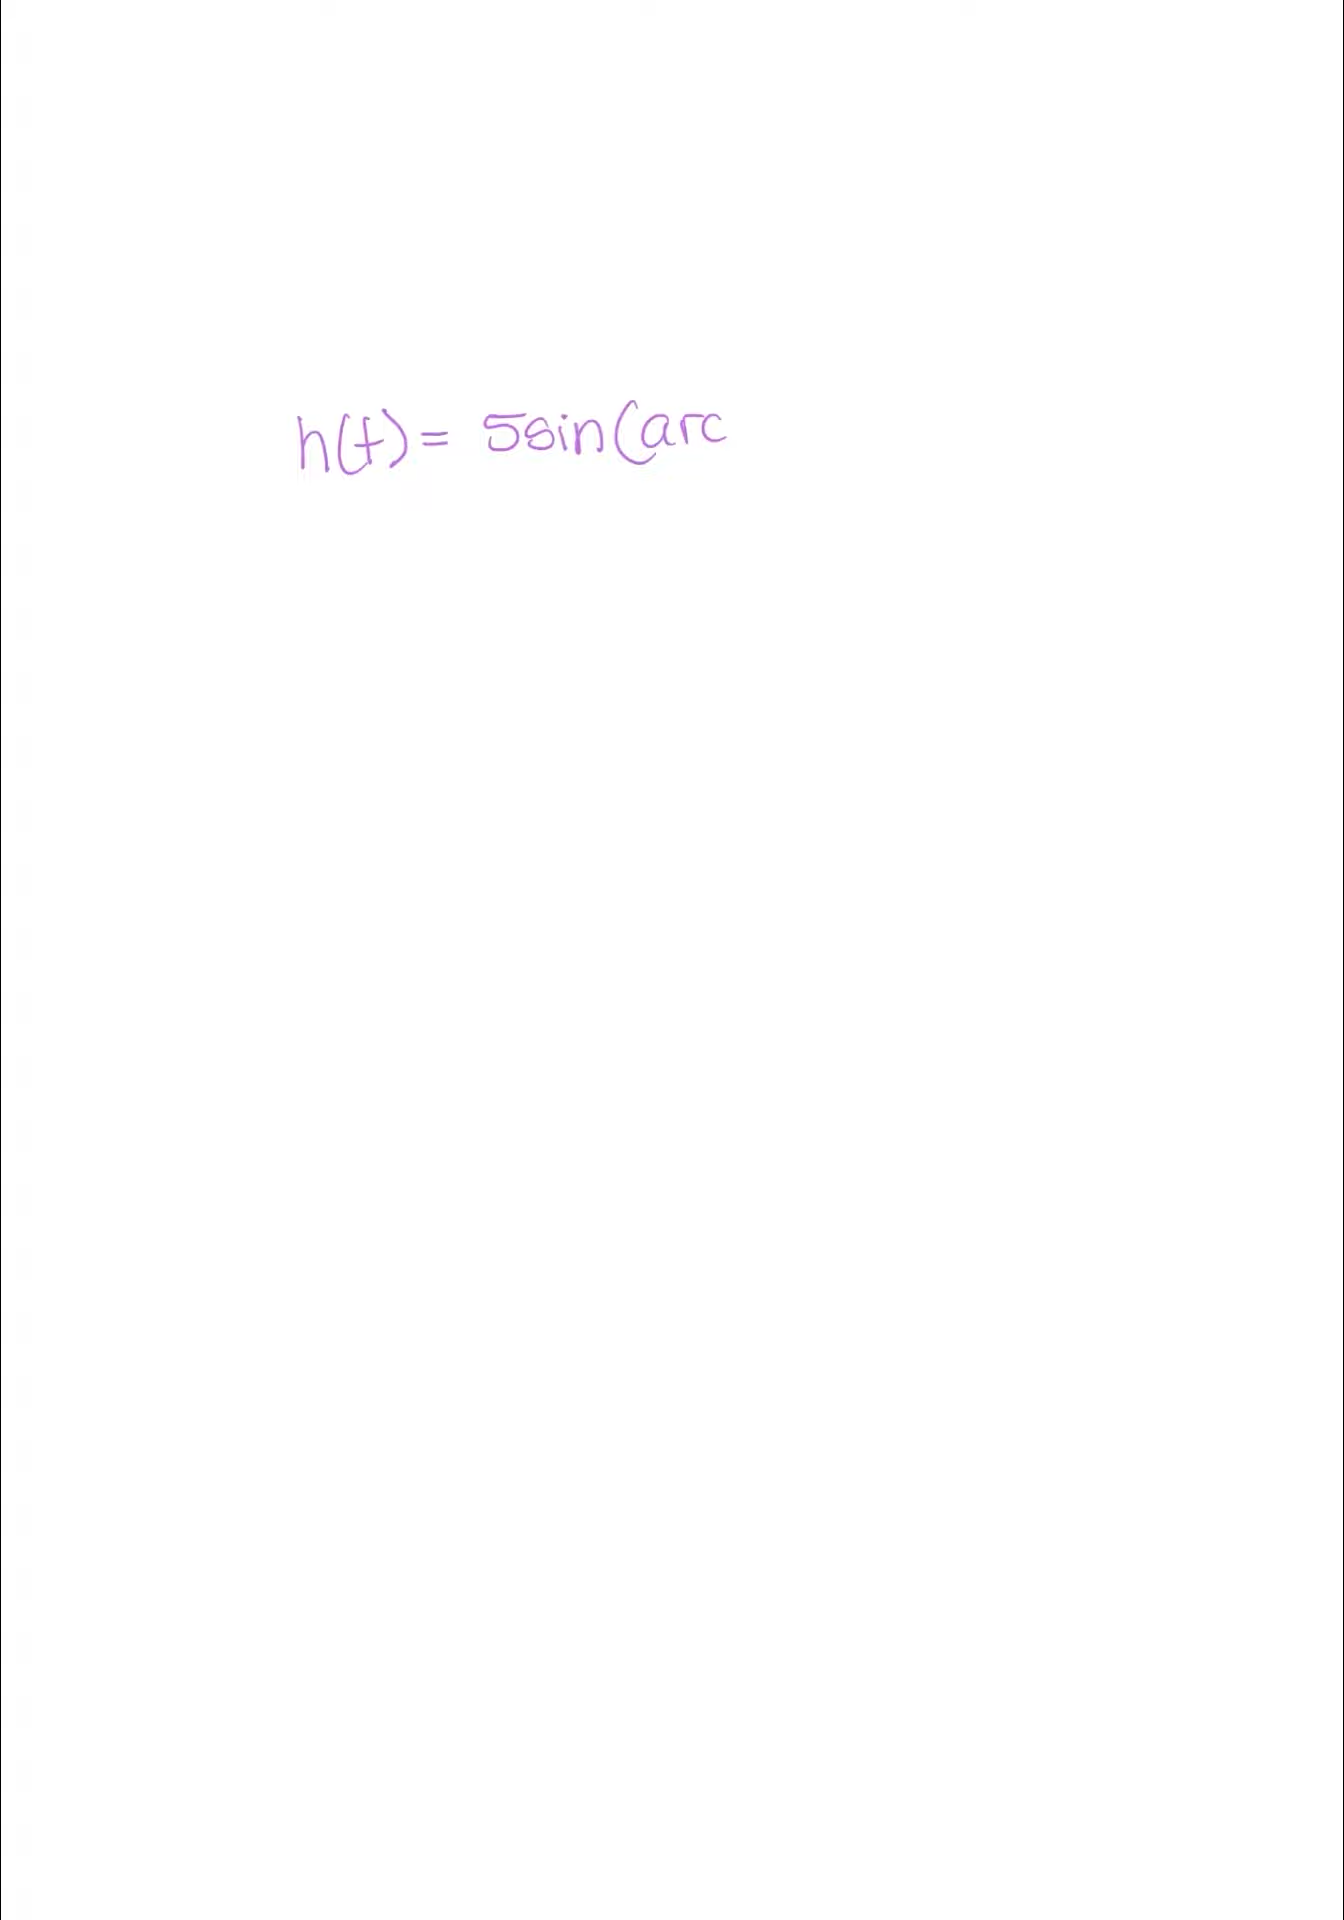 h(t) = 5sin(arc